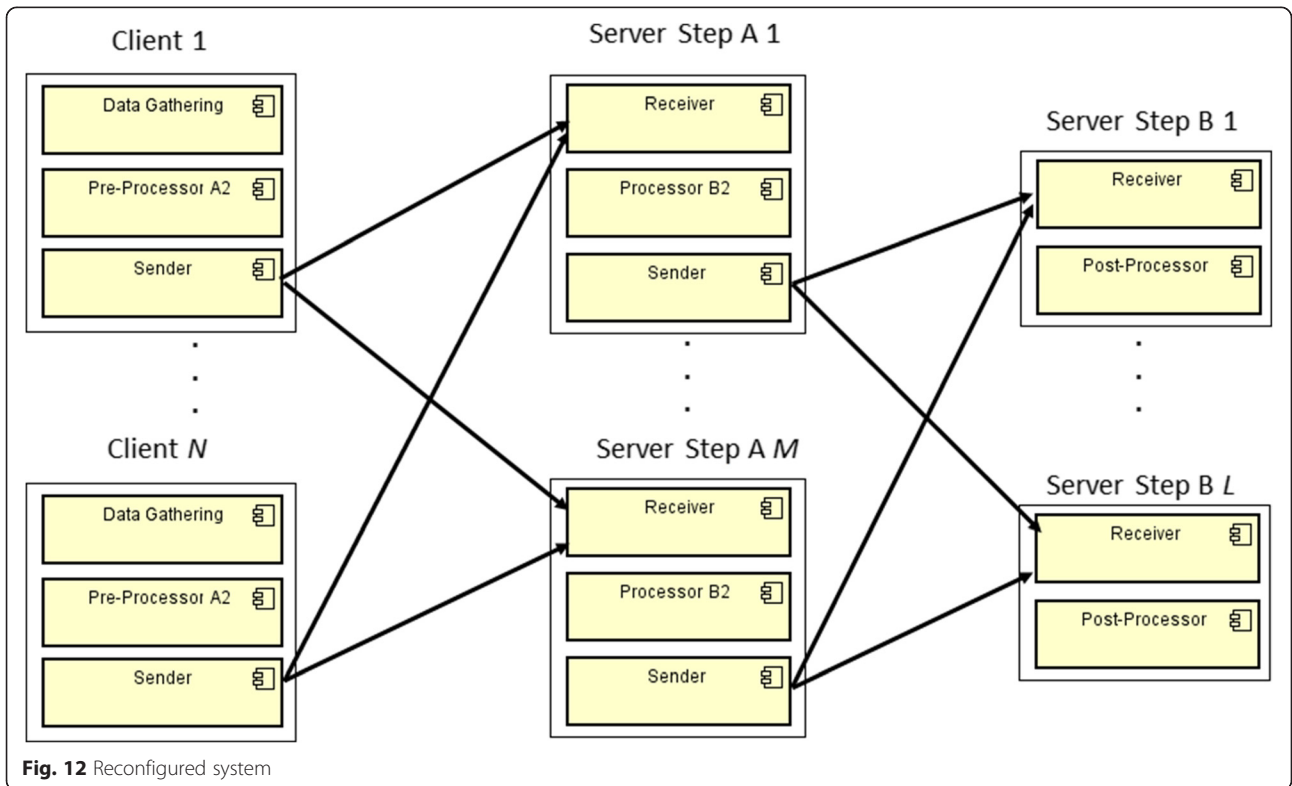 Client 1
Data Gathering
Pre-Processor A2
Sender
Server Step A 1
Receiver
Processor B2
Sender
Server Step B 1
Receiver
Post-Processor
Client N
Data Gathering
Pre-Processor A2
Sender
Server Step A M
Receiver
Processor B2
Sender
Server Step B L
Receiver
Post-Processor
Fig. 12 Reconfigured system